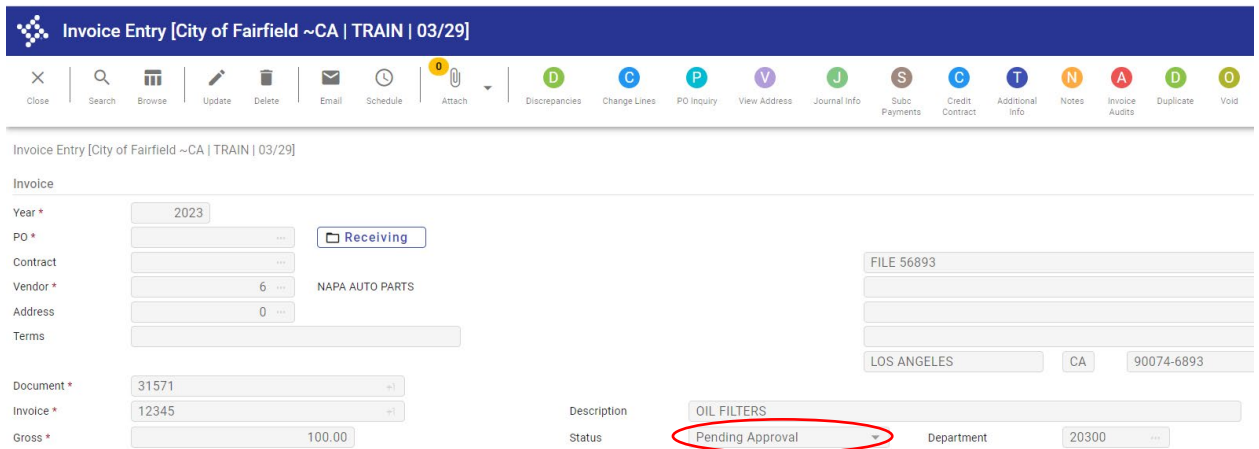 Invoice Entry [City of Fairfield ~CA | TRAIN | 03/29]
0
D C P V J S C T N A D O
Close Search Browse Update Delete Email Schedule Attach Discrepancies Change Lines PO Inquiry View Address Journal Info Subc Payments Credit Contract Additional Info Notes Invoice Audits Duplicate Void
Invoice Entry [City of Fairfield ~CA | TRAIN | 03/29]
Invoice
Year * 2023
PO * ... Receiving
Contract ... FILE 56893
Vendor * 6 ... NAPA AUTO PARTS
Address 0 ...
Terms
LOS ANGELES CA 90074-6893
Document * 31571
Invoice * 12345 Description OIL FILTERS
Gross * 100.00 Status Pending Approval Department 20300 ...